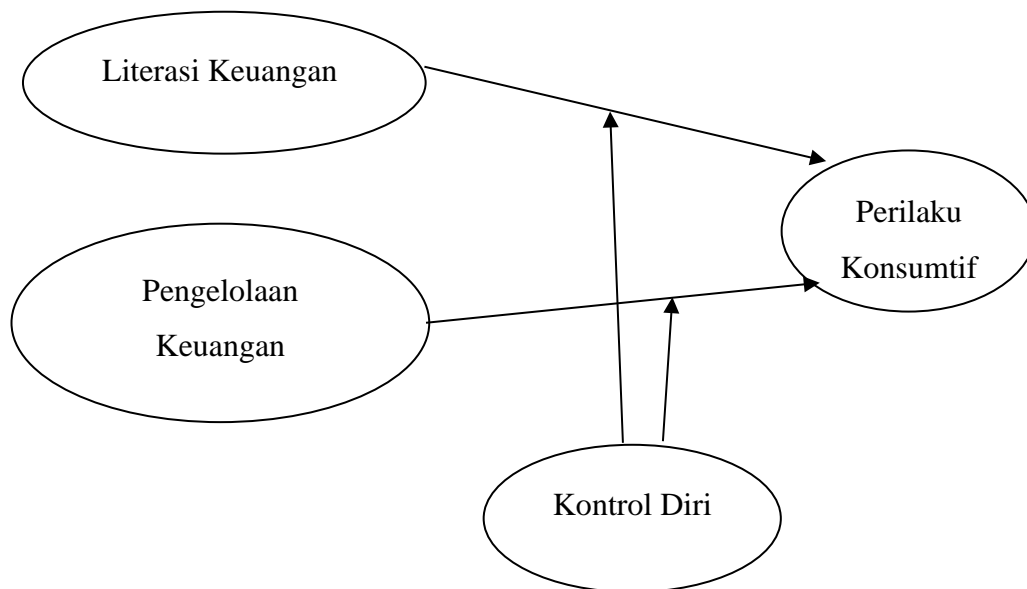 Literasi Keuangan
Perilaku
Konsumtif
Pengelolaan
Keuangan
Kontrol Diri